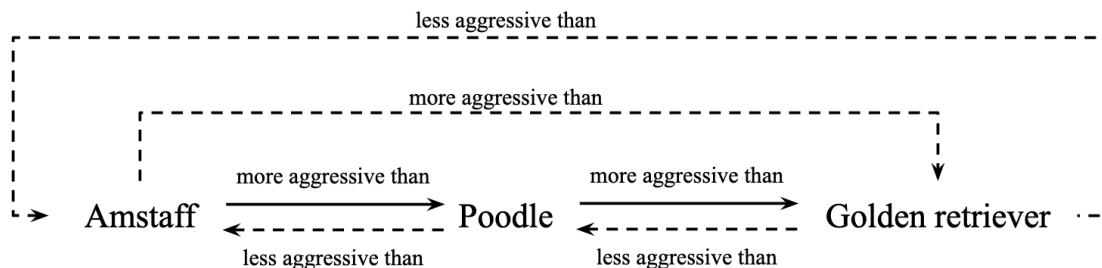 less aggressive than
more aggressive than
more aggressive than
more aggressive than
Amstaff
Poodle
Golden retriever
less aggressive than
less aggressive than